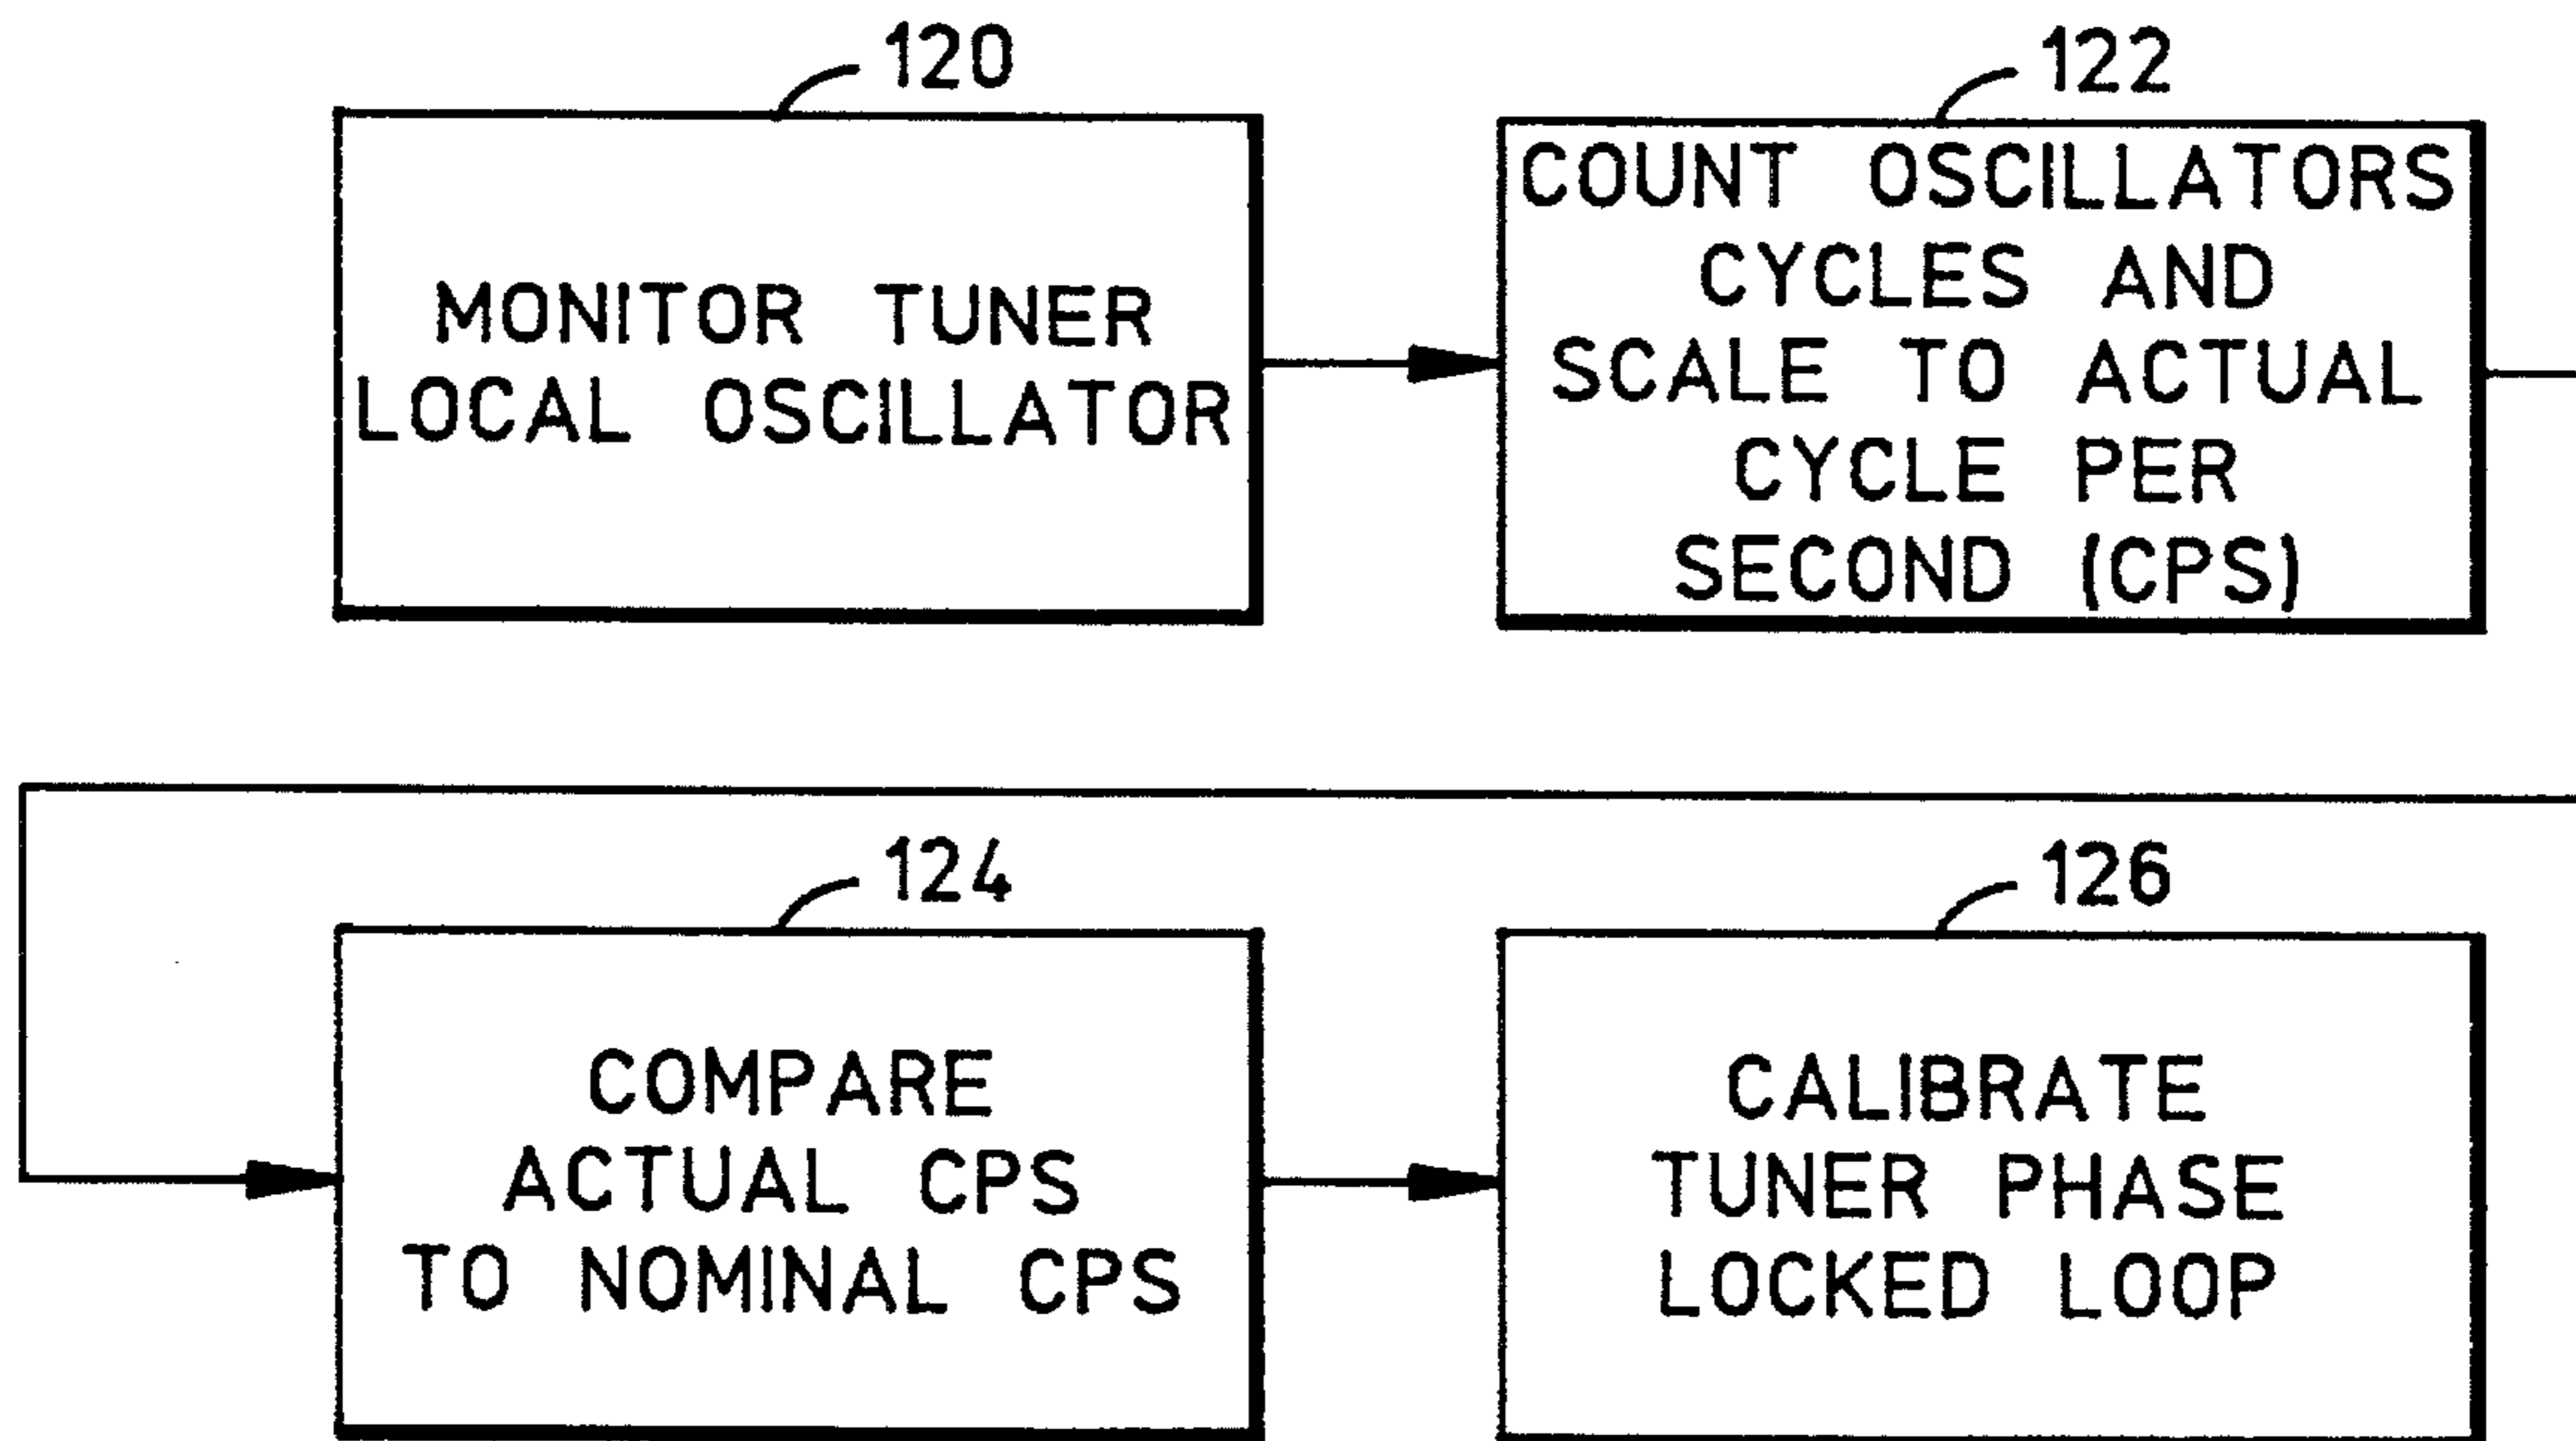 120
MONITOR TUNER
LOCAL OSCILLATOR
122
COUNT OSCILLATORS
CYCLES AND
SCALE TO ACTUAL
CYCLE PER
SECOND (CPS)
124
COMPARE
ACTUAL CPS
TO NOMINAL CPS
126
CALIBRATE
TUNER PHASE
LOCKED LOOP